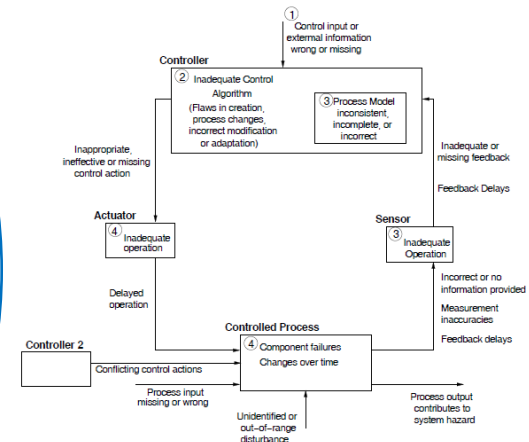 1
Control input or
external information
wrong or missing
Controller
2 Inadequate Control
Algorithm
(Flaws in creation,
process changes,
incorrect modification
or adaptation)
3 Process Model
inconsistent,
incomplete, or
incorrect
Inappropriate,
ineffective or missing
control action
Inadequate or
missing feedback
Feedback Delays
Actuator
4 Inadequate
operation
Sensor
3 Inadequate
Operation
Delayed
operation
Incorrect or no
information provided
Measurement
inaccuracies
Feedback delays
Controlled Process
4 Component failures
Changes over time
Controller 2
Conflicting control actions
Process input
missing or wrong
Unidentified or
out-of-range
disturbance
Process output
contributes to
system hazard